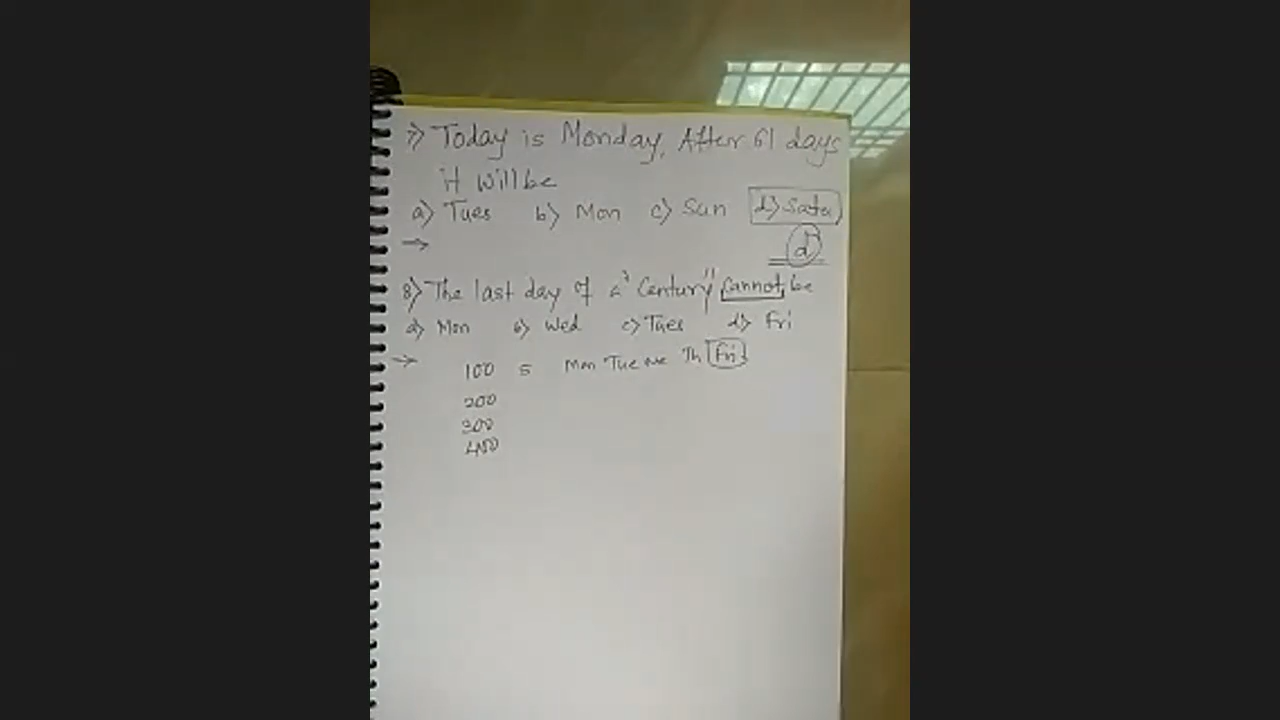 7) Today is Monday, After 61 days
it will be
a) Tues b) Mon c) Sun d) Satu
→ d
8) The last day of a "Century" cannot be
a) Mon b) Wed c) Tues d) Fri
→ 100 5 Mon Tue we Th Fri
200
300
400